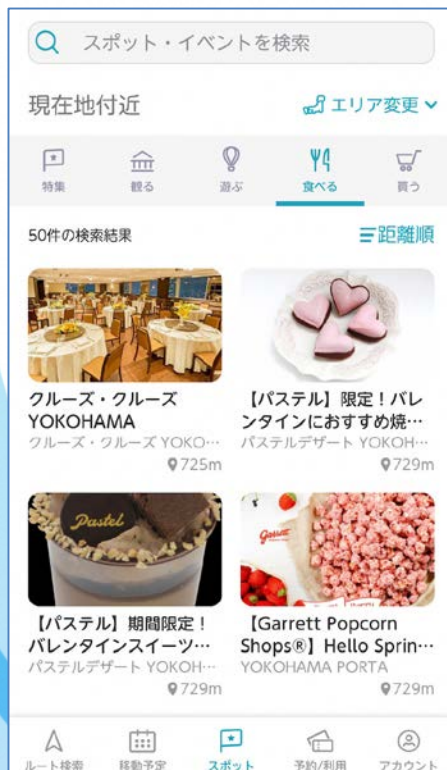 スポット・イベントを検索
現在地付近
エリア変更
特集
観る
遊ぶ
食べる
買う
50件の検索結果
距離順
クルーズ・クルーズ
YOKOHAMA
クルーズ・クルーズ YOKO…
725m
【パステル】限定！バレ
ンタインにおすすめ焼…
パステルデザート YOKOH…
729m
Pastel
【パステル】期間限定！
バレンタインスイーツ…
パステルデザート YOKOH…
729m
Garrett
【Garrett Popcorn
Shops®】Hello Sprin…
YOKOHAMA PORTA
729m
ルート検索
移動予定
スポット
予約/利用
アカウント